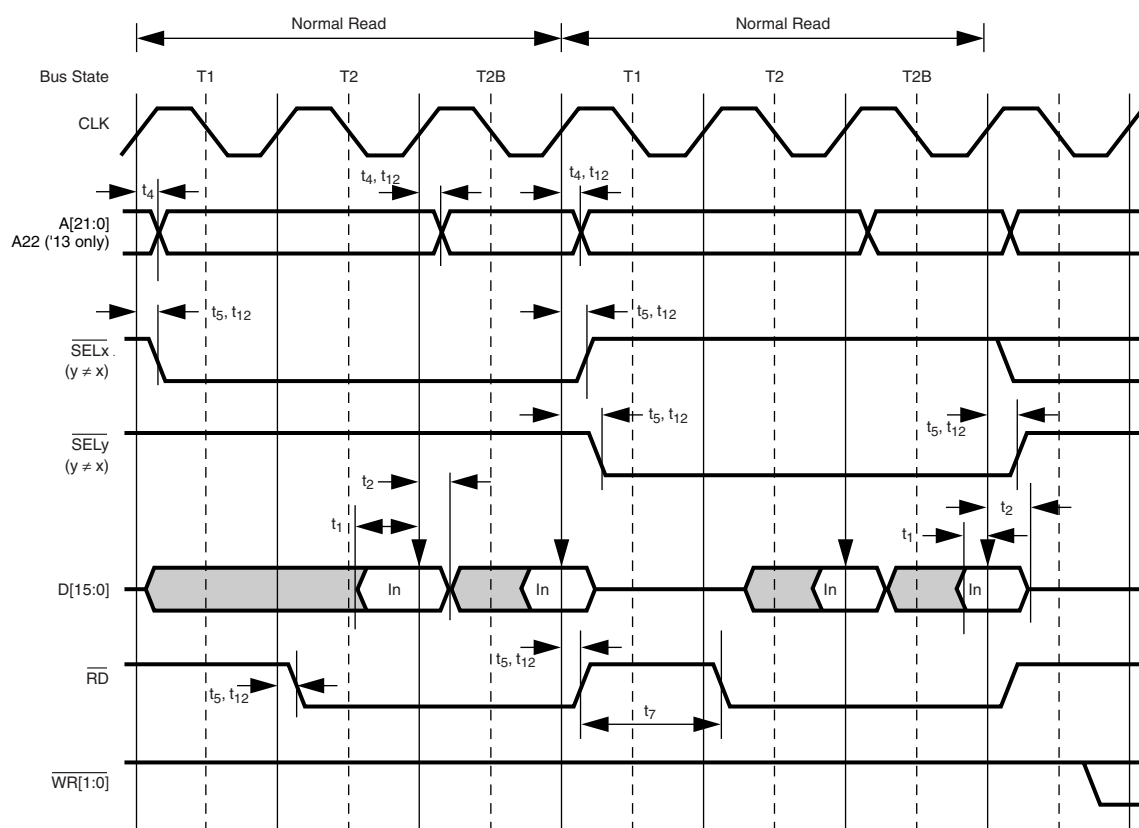 Normal Read Normal Read
Bus State T1 T2 T2B T1 T2 T2B
CLK
t4 t4, t12 t4, t12
A[21:0]
A22 ('13 only)
t5, t12 t5, t12
SELx
(y ≠ x)
t5, t12 t5, t12
SELy
(y ≠ x)
t2 t2
t1 t1
D[15:0] In In In In
t5, t12
RD
t5, t12
t7
WR[1:0]